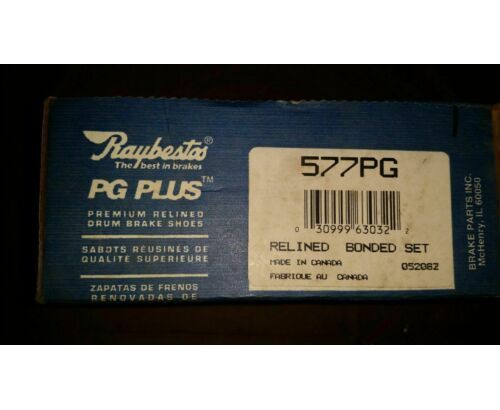 Raybestos®
The best in brakes
PG PLUS™
PREMIUM RELINED
DRUM BRAKE SHOES
SABOTS RÉUSINÉS DE
QUALITÉ SUPÉRIEURE
ZAPATAS DE FRENOS
RENOVADAS DE
577PG
0 30999 63032 2
RELINED BONDED SET
MADE IN CANADA
FABRIQUE AU CANADA
05208Z
BRAKE PARTS INC.
McHenry, IL 60050